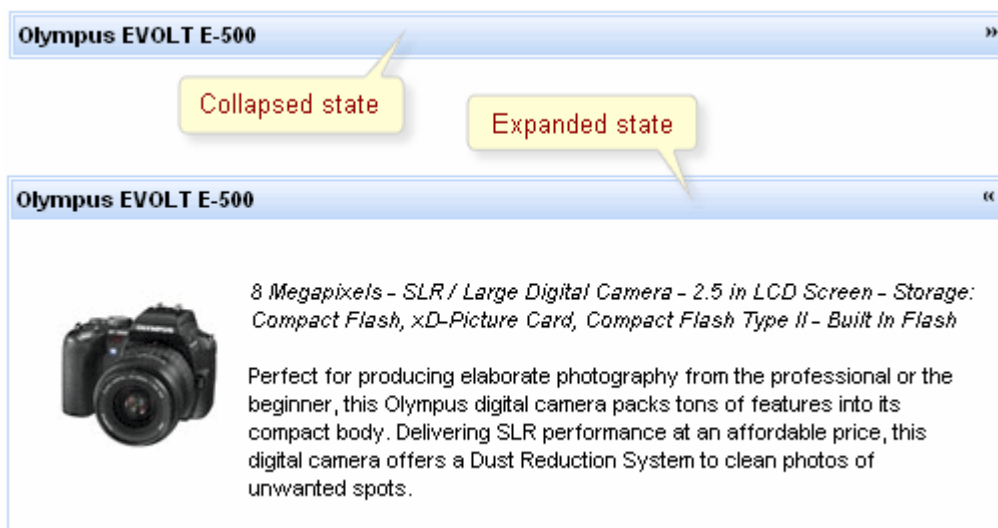 Olympus EVOLT E-500 »
Collapsed state
Expanded state
Olympus EVOLT E-500 «
OLYMPUS
8 Megapixels - SLR / Large Digital Camera - 2.5 in LCD Screen - Storage:
Compact Flash, xD-Picture Card, Compact Flash Type II - Built In Flash
Perfect for producing elaborate photography from the professional or the
beginner, this Olympus digital camera packs tons of features into its
compact body. Delivering SLR performance at an affordable price, this
digital camera offers a Dust Reduction System to clean photos of
unwanted spots.